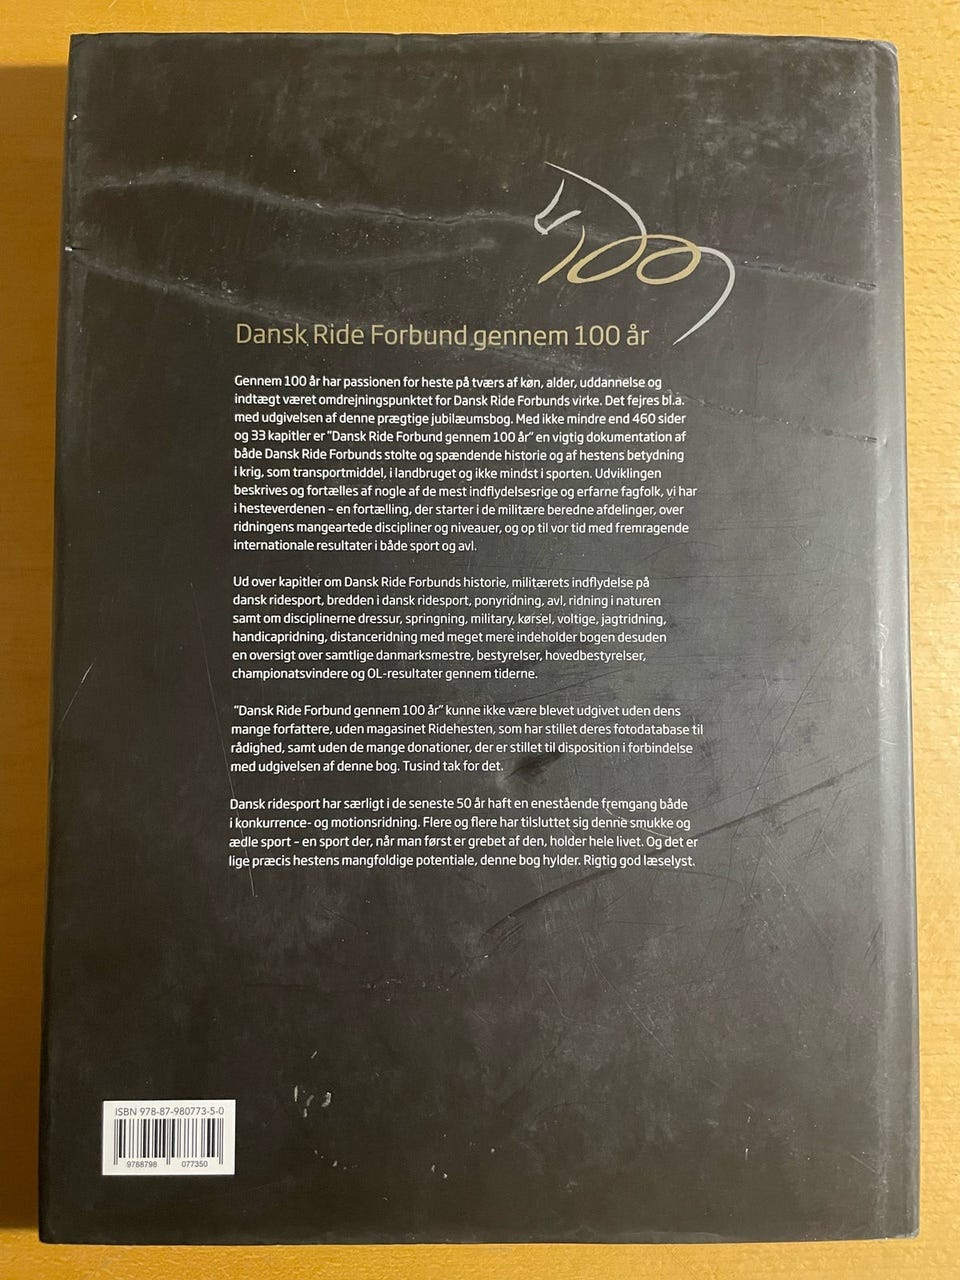 100
Dansk Ride Forbund gennem 100 år
Gennem 100 år har passionen for heste på tværs af køn, alder, uddannelse og
indtægt været omdrejningspunktet for Dansk Ride Forbunds virke. Det fejres bl.a.
med udgivelsen af denne prægtige jubilæumsbog. Med ikke mindre end 460 sider
og 33 kapitler er "Dansk Ride Forbund gennem 100 år" en vigtig dokumentation af
både Dansk Ride Forbunds stolte og spændende historie og af hestens betydning
i krig, som transportmiddel, i landbruget og ikke mindst i sporten. Udviklingen
beskrives og fortælles af nogle af de mest indflydelsesrige og erfarne fagfolk, vi har
i hesteverdenen – en fortælling, der starter i de militære beredne afdelinger, over
ridningens mangeartede discipliner og niveauer, og op til vor tid med fremragende
internationale resultater i både sport og avl.
Ud over kapitler om Dansk Ride Forbunds historie, militærets indflydelse på
dansk ridesport, bredden i dansk ridesport, ponyridning, avl, ridning i naturen
samt om disciplinerne dressur, springning, military, kørsel, voltige, jagtridning,
handicapridning, distanceridning med meget mere indeholder bogen desuden
en oversigt over samtlige danmarksmestre, bestyrelser, hovedbestyrelser,
championatsvindere og OL-resultater gennem tiderne.
"Dansk Ride Forbund gennem 100 år" kunne ikke være blevet udgivet uden dens
mange forfattere, uden magasinet Ridehesten, som har stillet deres fotodatabase til
rådighed, samt uden de mange donationer, der er stillet til disposition i forbindelse
med udgivelsen af denne bog. Tusind tak for det.
Dansk ridesport har særligt i de seneste 50 år haft en enestående fremgang både
i konkurrence- og motionsridning. Flere og flere har tilsluttet sig denne smukke og
ædle sport – en sport der, når man først er grebet af den, holder hele livet. Og det er
lige præcis hestens mangfoldige potentiale, denne bog hylder. Rigtig god læselyst.
ISBN 978-87-980773-5-0
9788798 077350